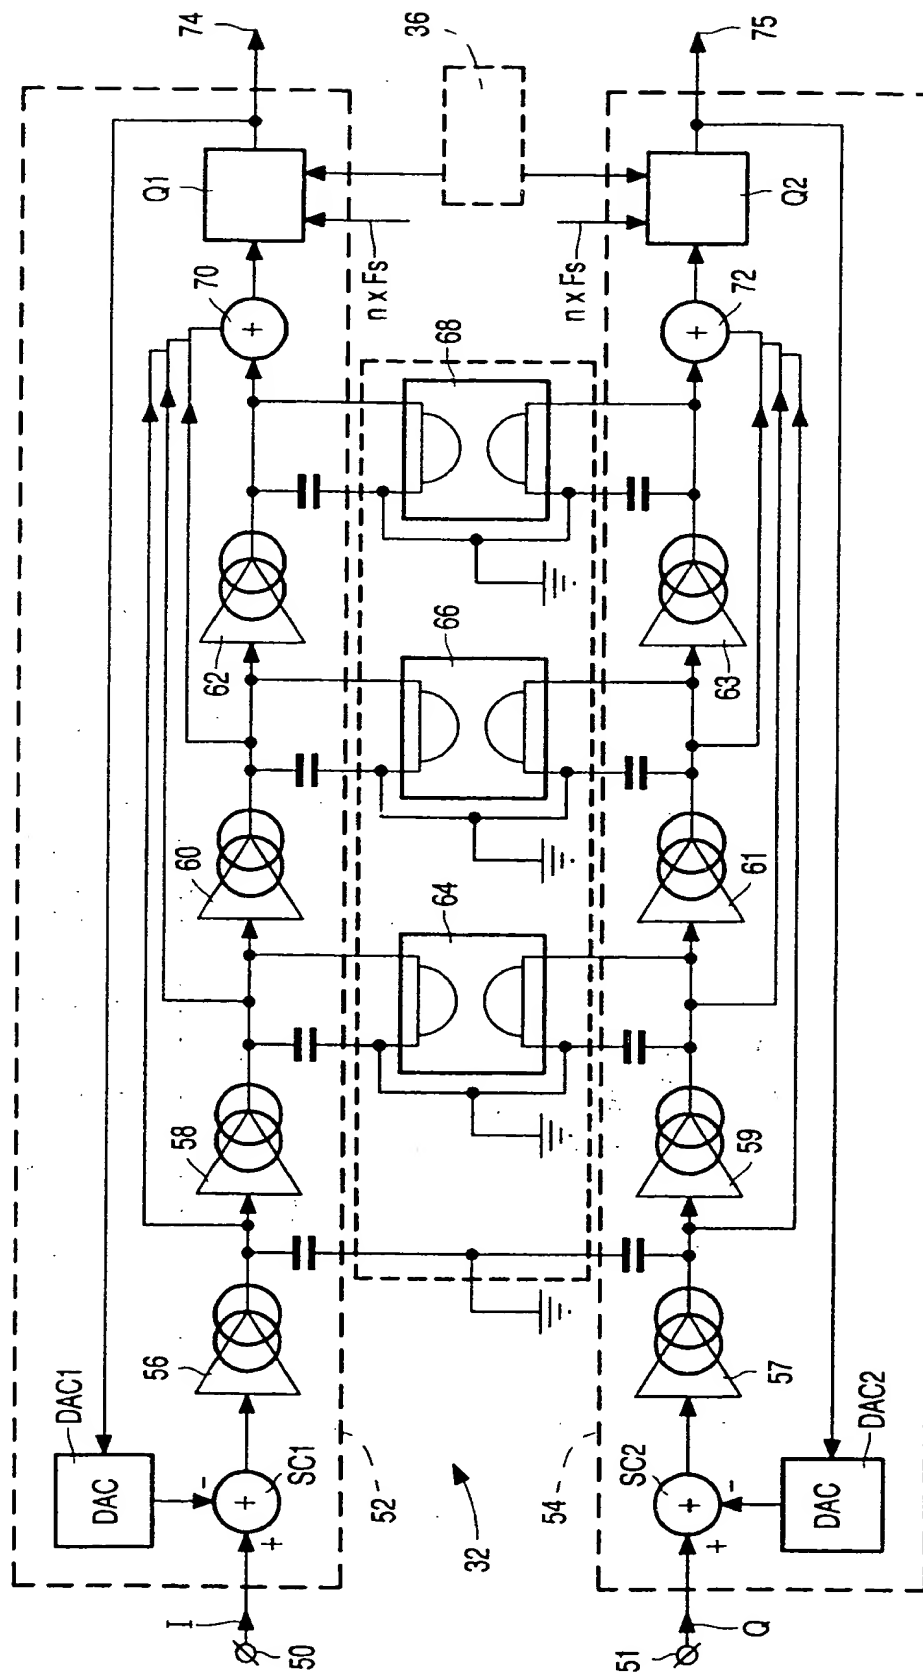 74
36
75
Q1
Q2
n x Fs
n x Fs
70
72
+
+
68
62
63
66
60
61
64
58
59
56
57
DAC1
DAC
-
+
SC1
+
52
32
54
SC2
+
-
+
DAC
DAC2
I
50
Q
51